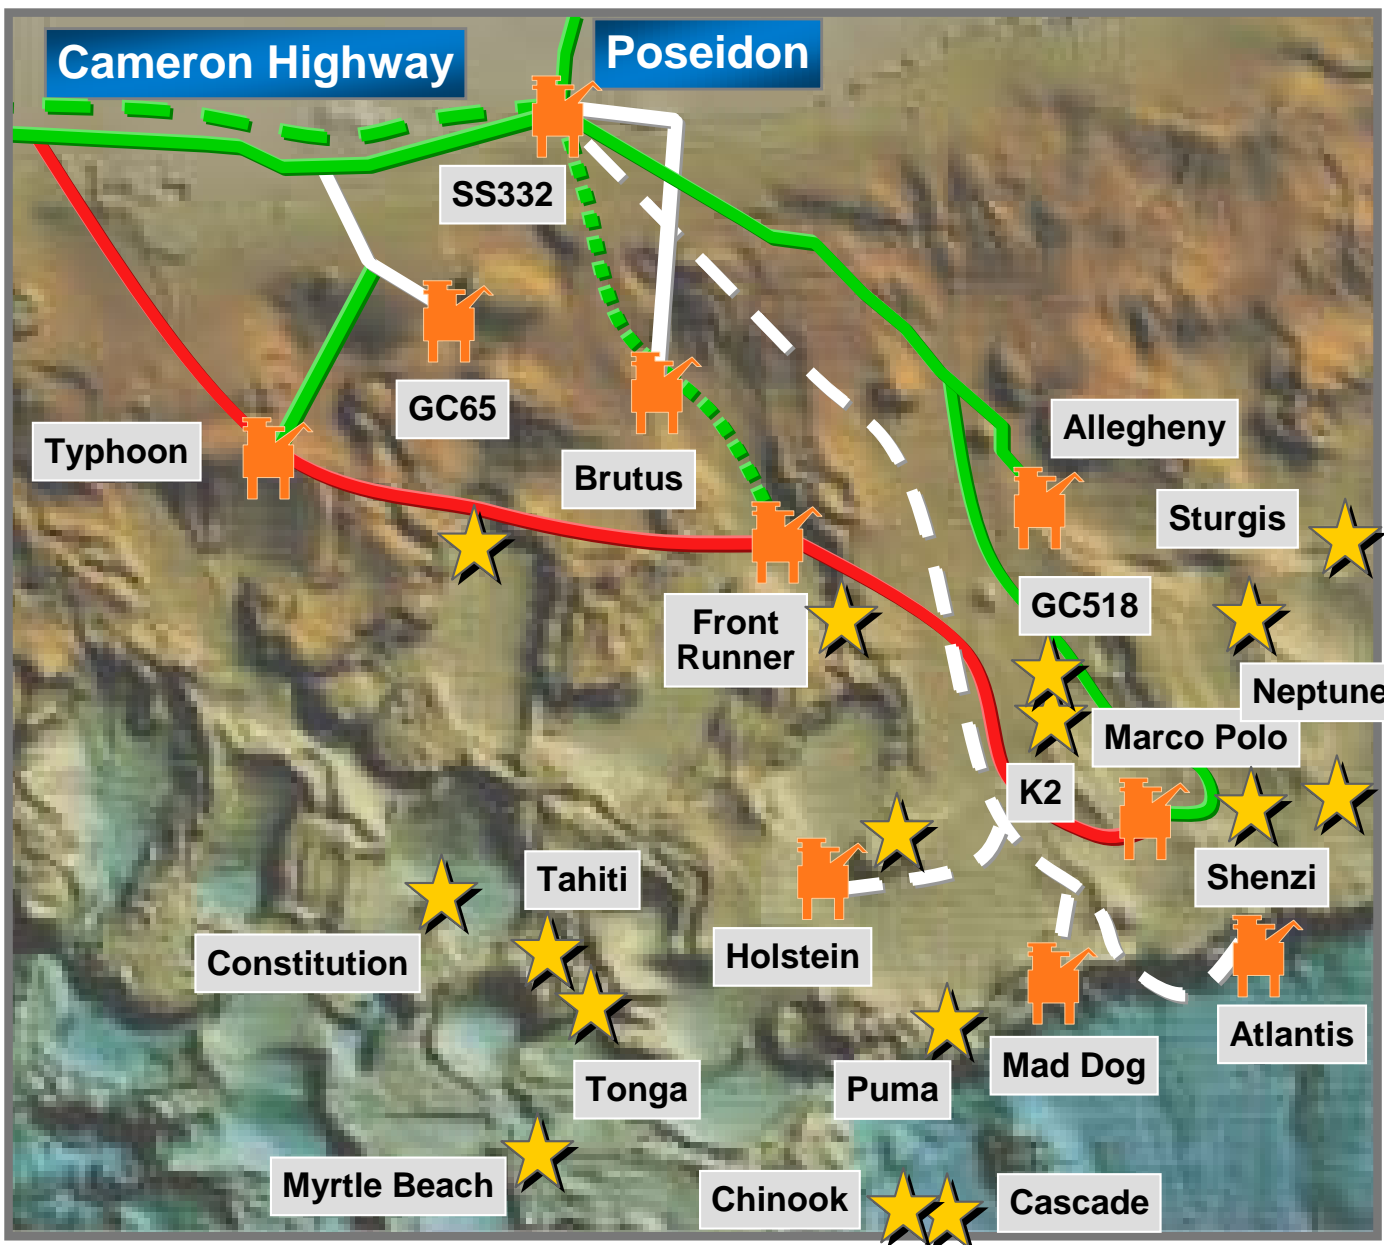 Cameron Highway
Poseidon
SS332
GC65
Typhoon
Brutus
Allegheny
Sturgis
GC518
Front
Runner
Neptune
Marco Polo
K2
Tahiti
Shenzi
Constitution
Holstein
Atlantis
Mad Dog
Tonga
Puma
Myrtle Beach
Chinook
Cascade